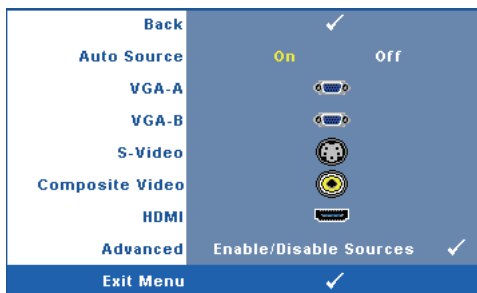 Back
Auto Source On Off
VGA-A
VGA-B
S-Video
Composite Video
HDMI
Advanced Enable/Disable Sources
Exit Menu